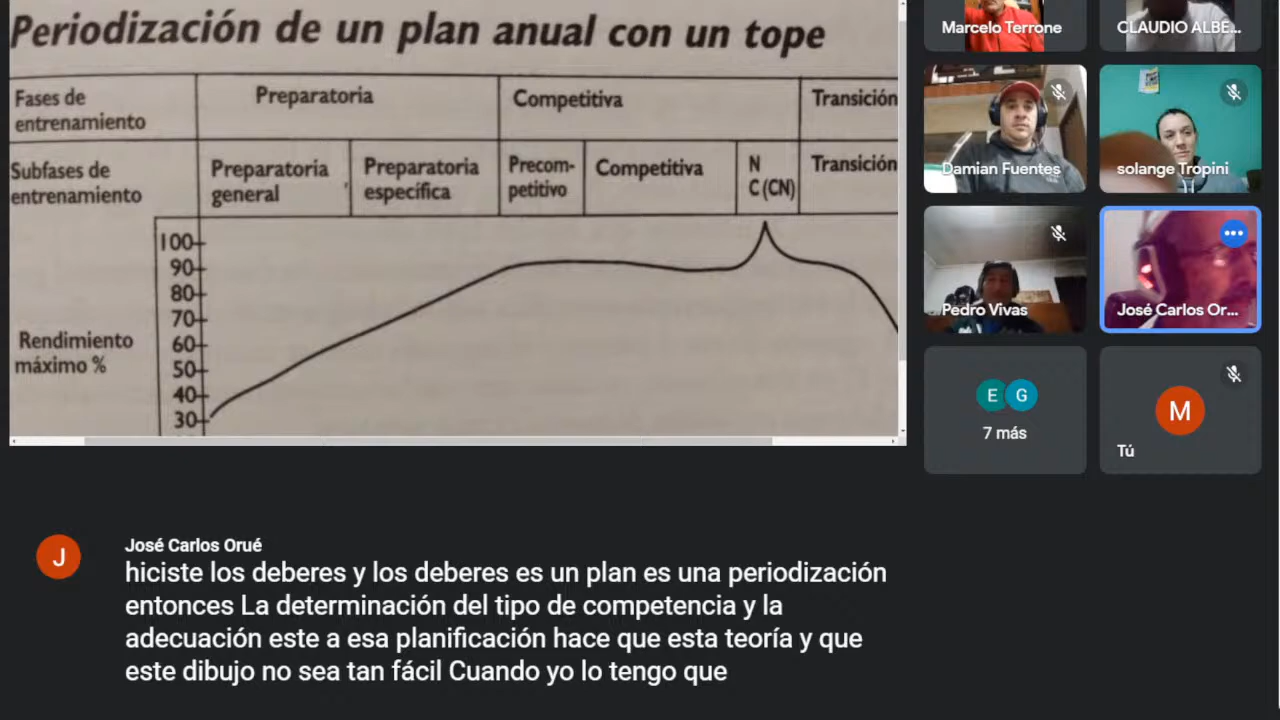 Periodización de un plan anual con un tope
Fases de entrenamiento
Preparatoria
Competitiva
Transición
Subfases de entrenamiento
Preparatoria general
Preparatoria específica
Precom-
petitivo
Competitiva
N
C (CN)
Transición
100
90
80
70
60
50
40
30
Rendimiento
máximo %
Marcelo Terrone
CLAUDIO ALBE...
Damian Fuentes
solange Tropini
Pedro Vivas
José Carlos Or...
E
G
7 más
M
Tú
J
José Carlos Orué
hiciste los deberes y los deberes es un plan es una periodización
entonces La determinación del tipo de competencia y la
adecuación este a esa planificación hace que esta teoría y que
este dibujo no sea tan fácil Cuando yo lo tengo que